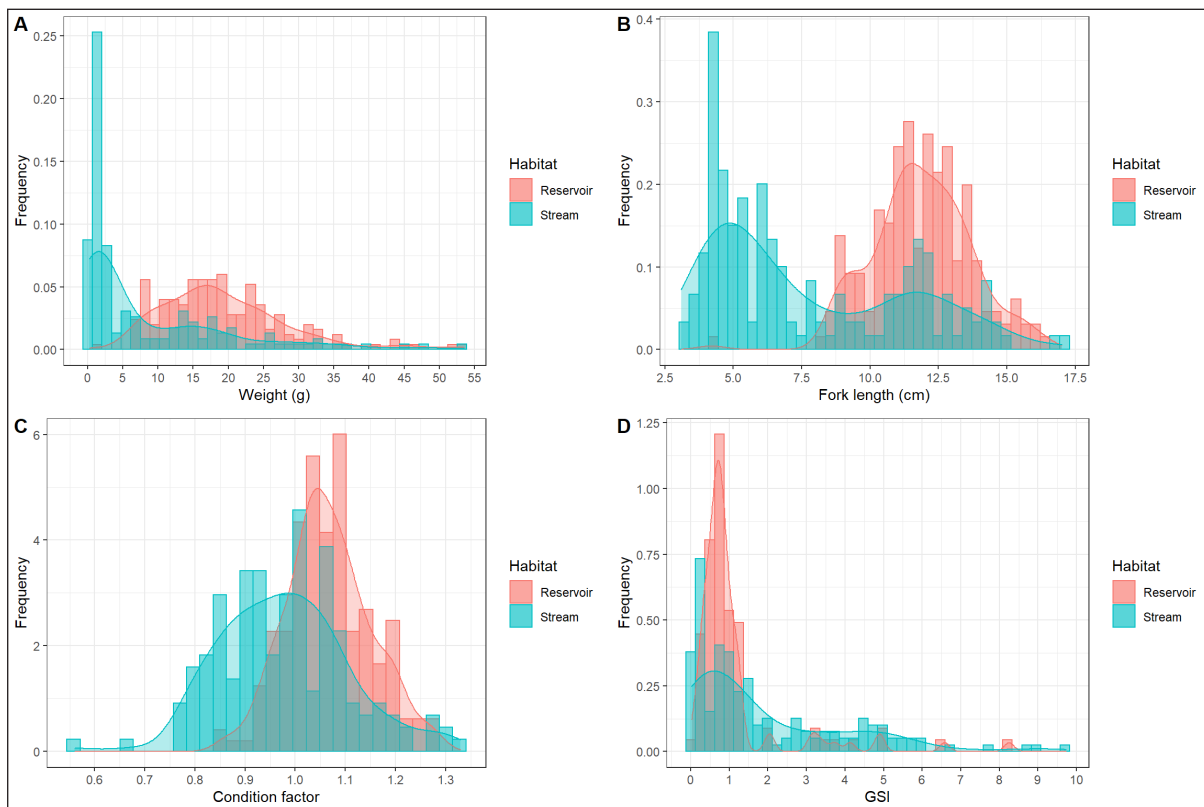 A
Frequency
0.25
0.20
0.15
0.10
0.05
0.00
0 5 10 15 20 25 30 35 40 45 50 55
Weight (g)
Habitat
Reservoir
Stream
B
Frequency
0.4
0.3
0.2
0.1
0.0
2.5 5.0 7.5 10.0 12.5 15.0 17.5
Fork length (cm)
Habitat
Reservoir
Stream
C
Frequency
6
4
2
0
0.6 0.7 0.8 0.9 1.0 1.1 1.2 1.3
Condition factor
Habitat
Reservoir
Stream
D
Frequency
1.25
1.00
0.75
0.50
0.25
0.00
0 1 2 3 4 5 6 7 8 9 10
GSI
Habitat
Reservoir
Stream